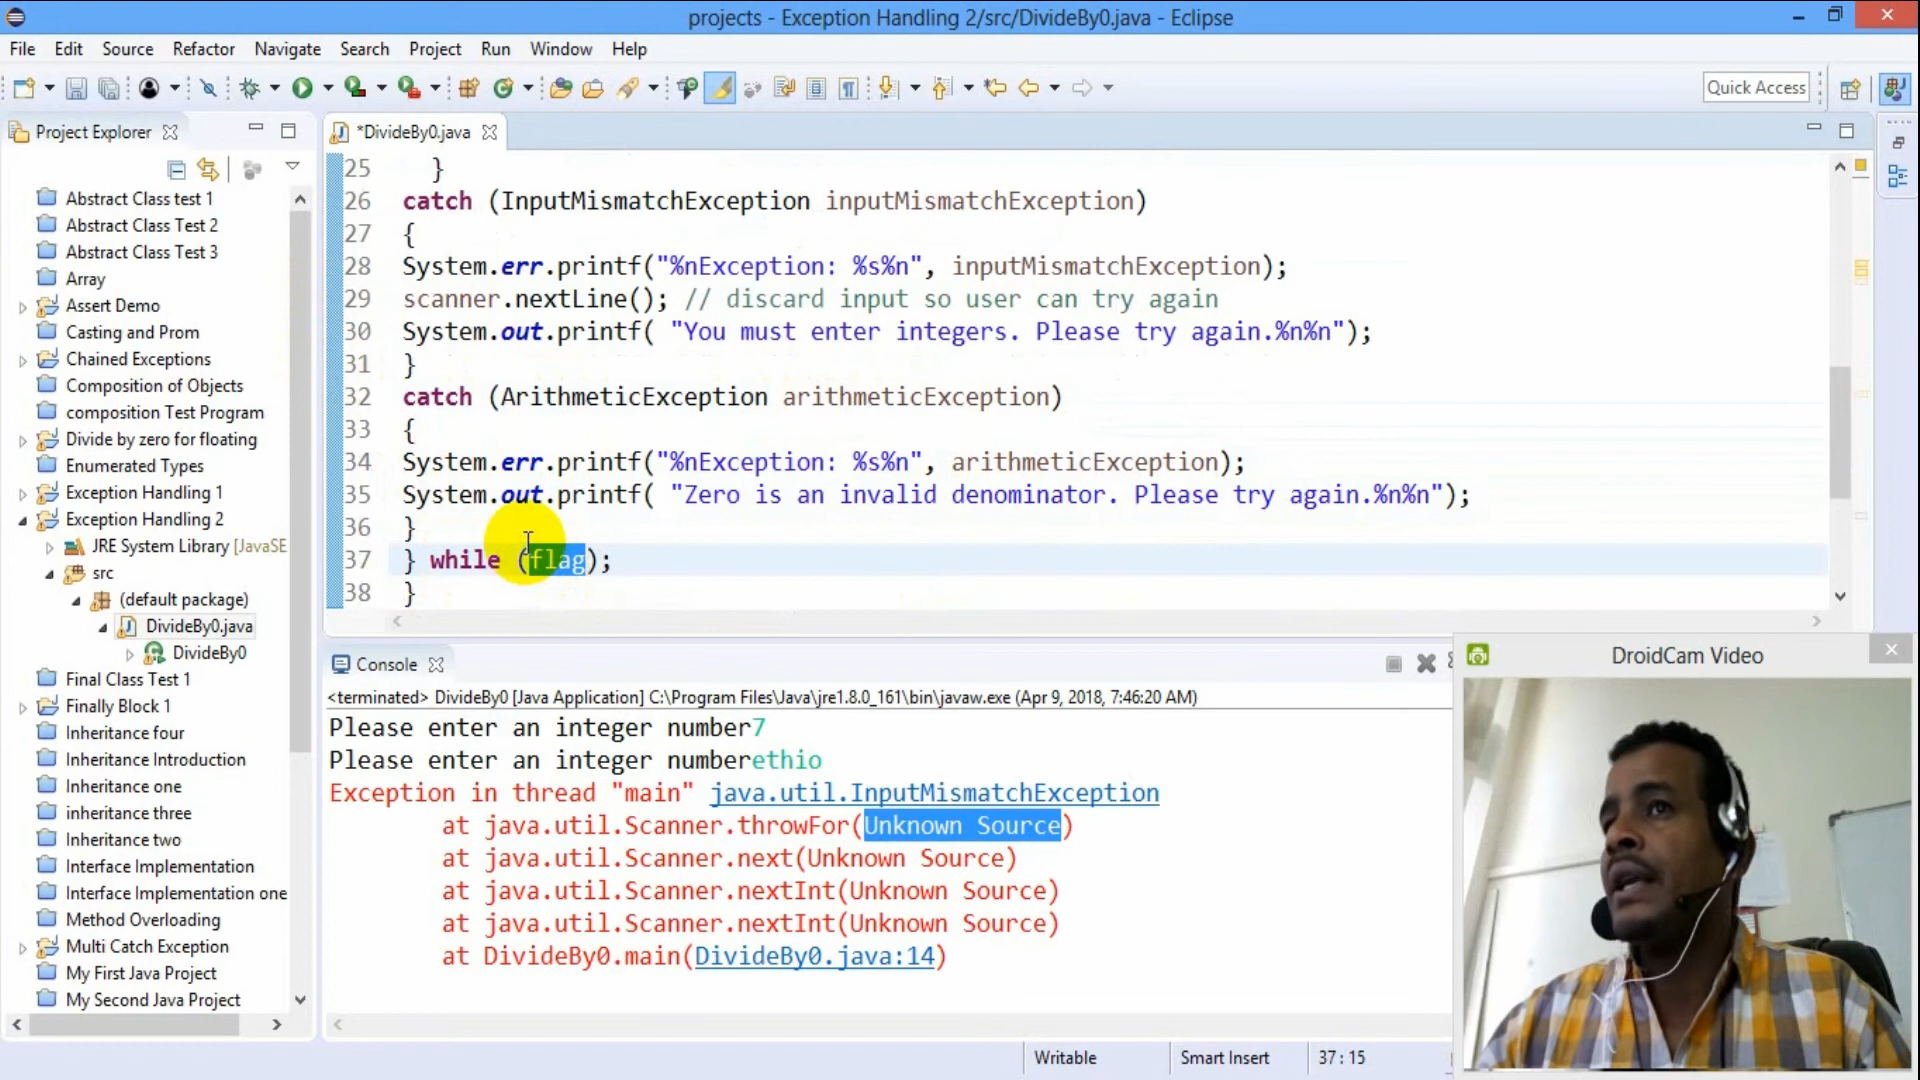 projects - Exception Handling 2/src/DivideBy0.java - Eclipse
File Edit Source Refactor Navigate Search Project Run Window Help
Quick Access
Project Explorer
*DivideBy0.java
Abstract Class test 1
Abstract Class Test 2
Abstract Class Test 3
Array
Assert Demo
Casting and Prom
Chained Exceptions
Composition of Objects
composition Test Program
Divide by zero for floating
Enumerated Types
Exception Handling 1
Exception Handling 2
JRE System Library [JavaSE
src
(default package)
DivideBy0.java
DivideBy0
Final Class Test 1
Finally Block 1
Inheritance four
Inheritance Introduction
Inheritance one
inheritance three
Inheritance two
Interface Implementation
Interface Implementation one
Method Overloading
Multi Catch Exception
My First Java Project
My Second Java Project
25 }
26 catch (InputMismatchException inputMismatchException)
27 {
28 System.err.printf("%nException: %s%n", inputMismatchException);
29 scanner.nextLine(); // discard input so user can try again
30 System.out.printf( "You must enter integers. Please try again.%n%n");
31 }
32 catch (ArithmeticException arithmeticException)
33 {
34 System.err.printf("%nException: %s%n", arithmeticException);
35 System.out.printf( "Zero is an invalid denominator. Please try again.%n%n");
36 }
37 } while (flag);
38 }
Console
<terminated> DivideBy0 [Java Application] C:\Program Files\Java\jre1.8.0_161\bin\javaw.exe (Apr 9, 2018, 7:46:20 AM)
Please enter an integer number7
Please enter an integer numberethio
Exception in thread "main" java.util.InputMismatchException
at java.util.Scanner.throwFor(Unknown Source)
at java.util.Scanner.next(Unknown Source)
at java.util.Scanner.nextInt(Unknown Source)
at java.util.Scanner.nextInt(Unknown Source)
at DivideBy0.main(DivideBy0.java:14)
DroidCam Video
Writable Smart Insert 37 : 15